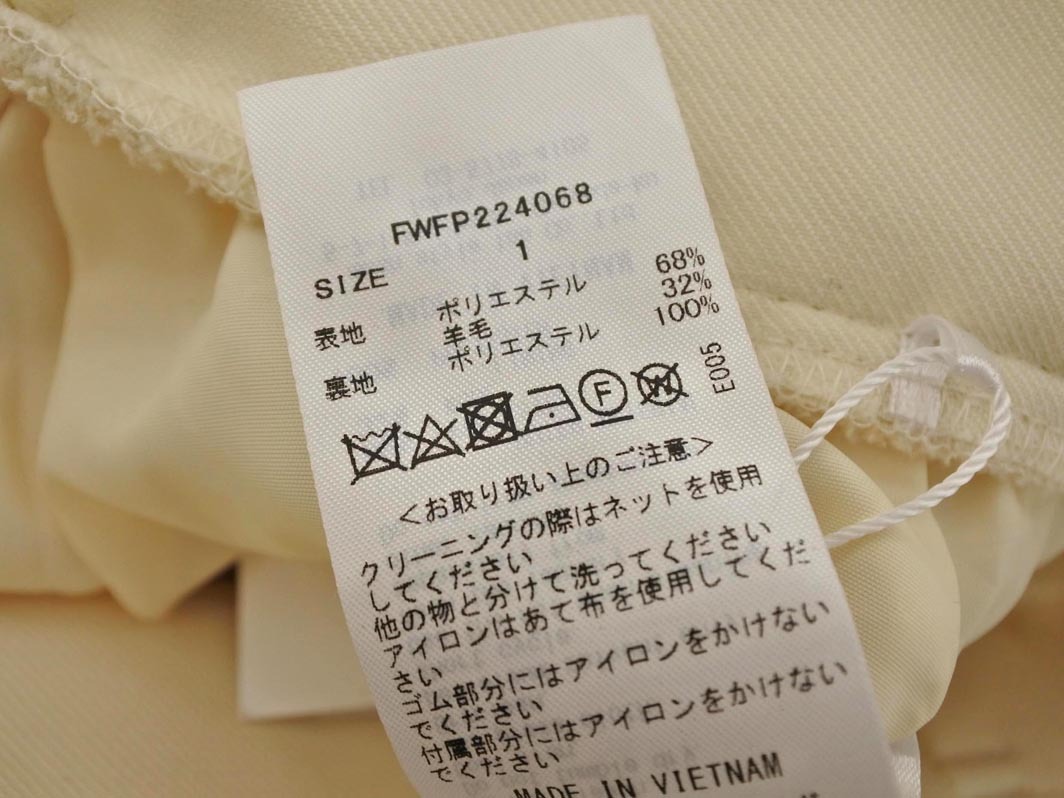 FWFP224068
SIZE 1
表地 ポリエステル 68%
羊毛 32%
裏地 ポリエステル 100%
F W E005
<お取り扱い上のご注意>
クリーニングの際はネットを使用
してください
他の物と分けて洗ってください
アイロンはあて布を使用してくだ
さい
ゴム部分にはアイロンをかけない
でください
付属部分にはアイロンをかけない
でください
MADE IN VIETNAM